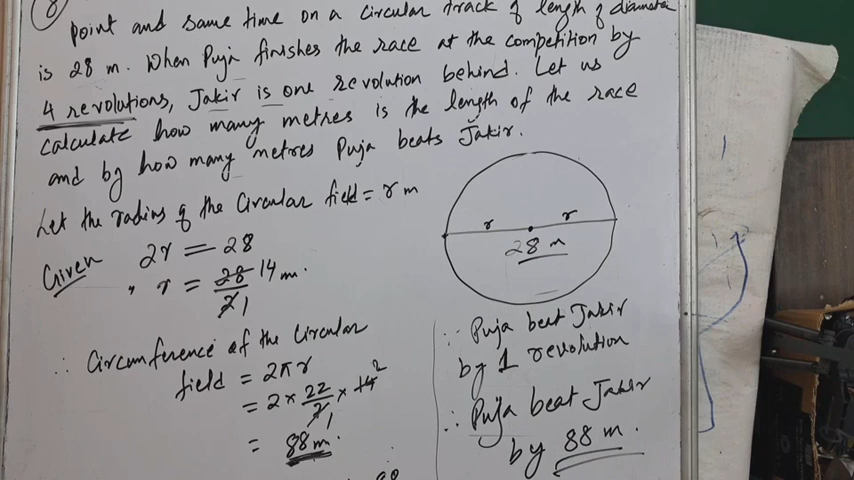 8
Point and same time on a circular track of length of diameter
is 28 m. When Puja finishes the race at the competition by
4 revolutions, Jakir is one revolution behind. Let us
calculate how many metres is the length of the race
and by how many metres Puja beats Jakir.
Let the radius of the Circular field = r m
Given 2r = 28
r = 28/2 14 m.
1
r r
28 m
∴ Circumference of the Circular
field = 2πr
= 2 × 22/7 × 14 2
1
= 88 m.
∵ Puja beat Jakir
by 1 revolution
∴ Puja beat Jakir
by 88 m.